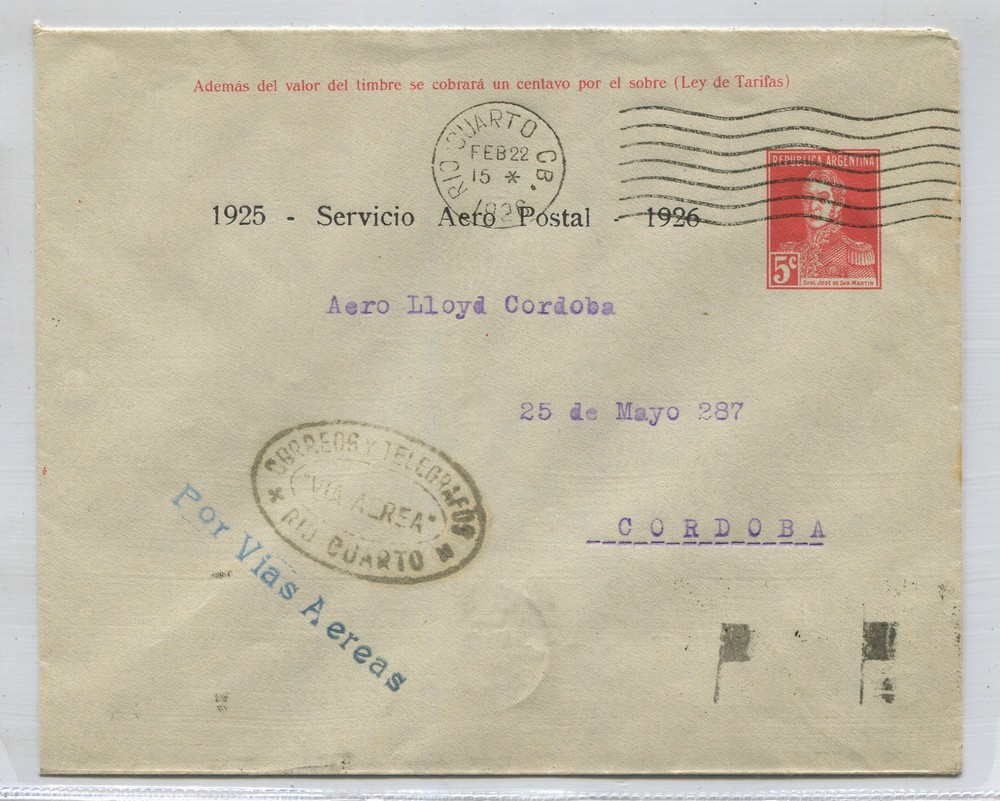 Además del valor del timbre se cobrará un centavo por el sobre (Ley de Tarifas)
RIO CUARTO CB.
FEB 22
15 *
1926
REPUBLICA ARGENTINA
5c
Gral. José de San Martín
1925 - Servicio Aero Postal - 1926
Aero Lloyd Cordoba
25 de Mayo 287
CORDOBA
CORREOS Y TELEGRAFOS
"VIA AEREA"
RIO CUARTO
Por Vias Aereas